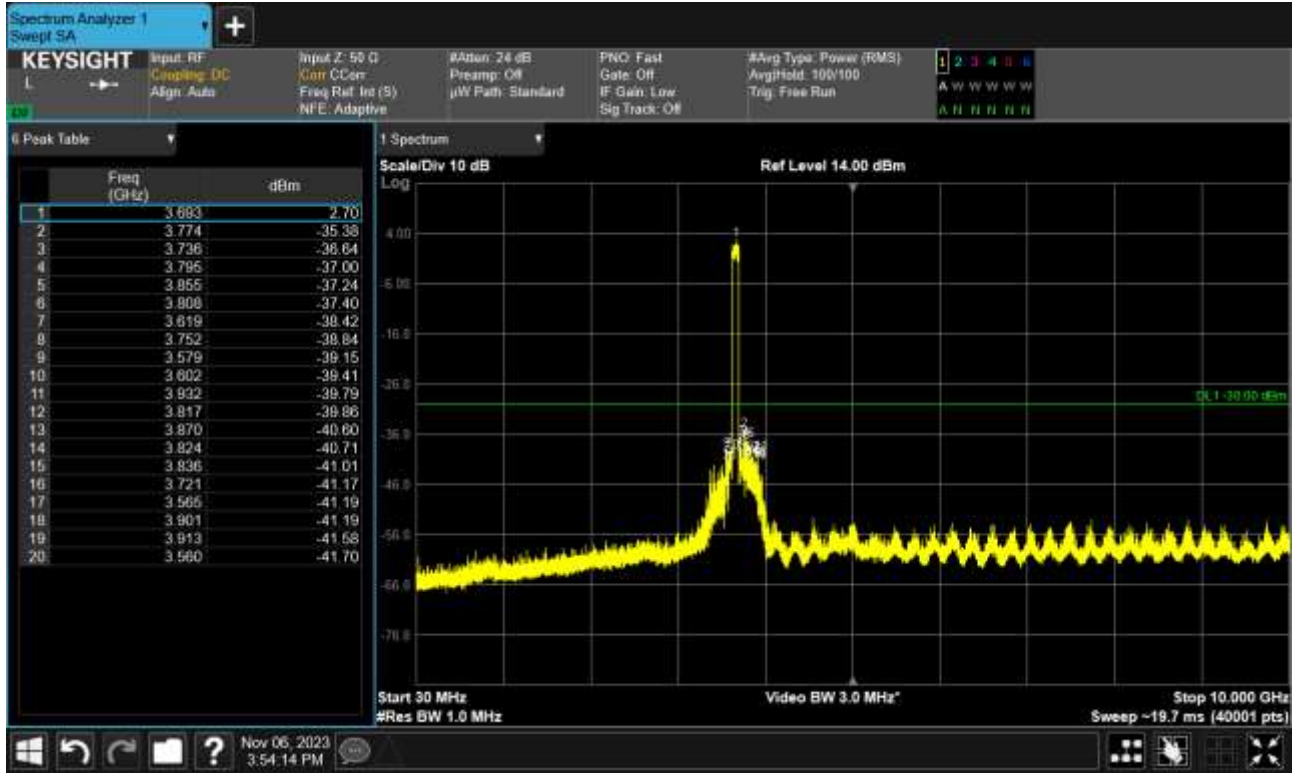 Spectrum Analyzer 1
Swept SA
+
KEYSIGHT
L
Input: RF
Coupling: DC
Align: Auto
Input Z: 50 Ω
Corr CCorr
Freq Ref: Int (S)
NFE: Adaptive
#Atten: 24 dB
Preamp: Off
µW Path: Standard
PNO: Fast
Gate: Off
IF Gain: Low
Sig Track: Off
#Avg Type: Power (RMS)
Avg|Hold: 100/100
Trig: Free Run
1 2 3 4 5 6
A W W W W W
A N N N N N
6 Peak Table
Freq (GHz) dBm
1 3.693 2.70
2 3.774 -35.38
3 3.736 -36.64
4 3.795 -37.00
5 3.855 -37.24
6 3.808 -37.40
7 3.619 -38.42
8 3.752 -38.84
9 3.579 -39.15
10 3.602 -39.41
11 3.932 -39.79
12 3.817 -39.86
13 3.870 -40.60
14 3.824 -40.71
15 3.836 -41.01
16 3.721 -41.17
17 3.565 -41.19
18 3.901 -41.19
19 3.913 -41.58
20 3.560 -41.70
1 Spectrum
Scale/Div 10 dB
Ref Level 14.00 dBm
Log
4.00
-6.00
-16.0
-26.0
-36.0
-46.0
-56.0
-66.0
-76.0
1
DL1 -30.00 dBm
Start 30 MHz
Video BW 3.0 MHz*
Stop 10.000 GHz
#Res BW 1.0 MHz
Sweep ~19.7 ms (40001 pts)
?
Nov 06, 2023
3:54:14 PM